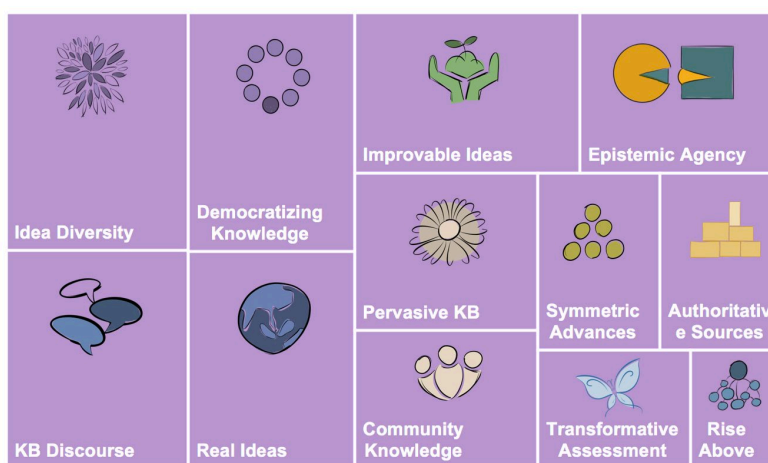 Idea Diversity
Democratizing
Knowledge
Improvable Ideas
Epistemic Agency
Pervasive KB
Symmetric
Advances
Authoritativ
e Sources
KB Discourse
Real Ideas
Community
Knowledge
Transformative
Assessment
Rise
Above